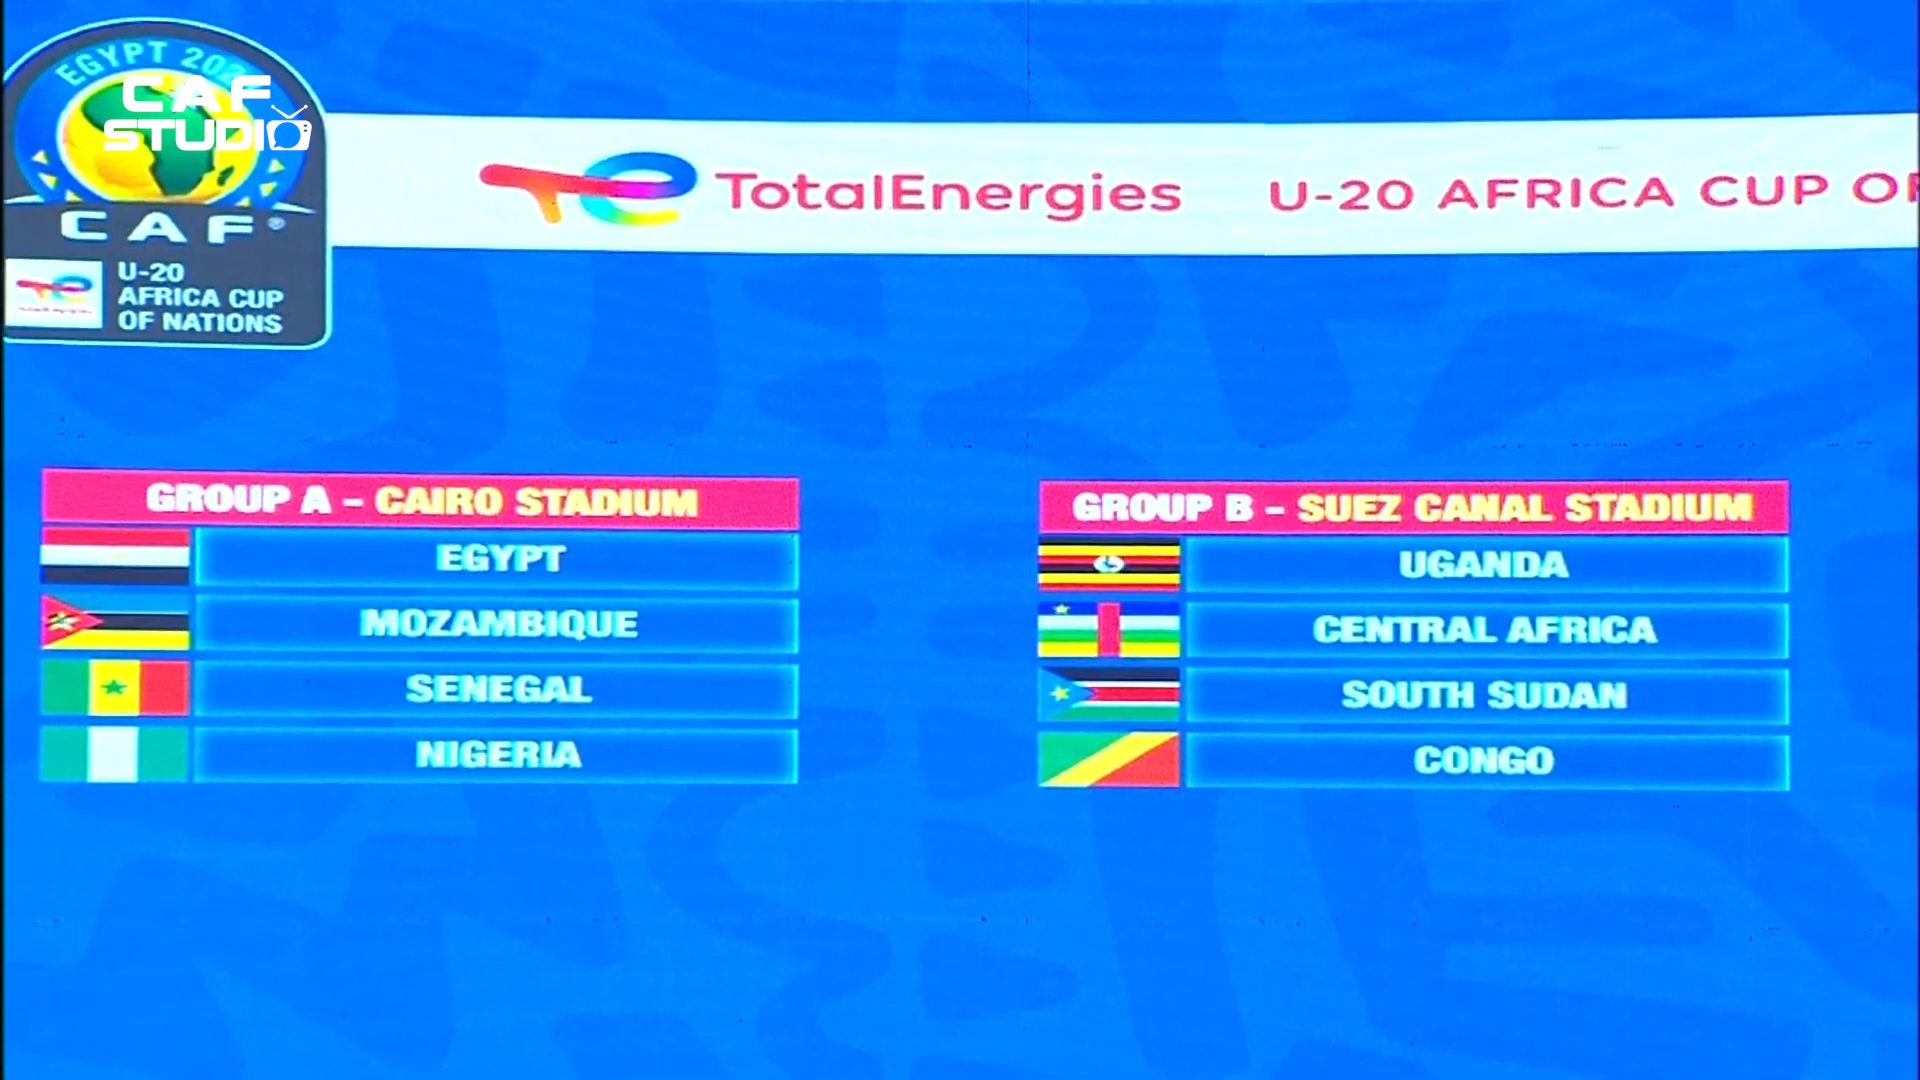 EGYPT 202
CAF
STUDIO
CAF®
U-20
AFRICA CUP
OF NATIONS
TotalEnergies U-20 AFRICA CUP OF
GROUP A - CAIRO STADIUM
EGYPT
MOZAMBIQUE
SENEGAL
NIGERIA
GROUP B - SUEZ CANAL STADIUM
UGANDA
CENTRAL AFRICA
SOUTH SUDAN
CONGO